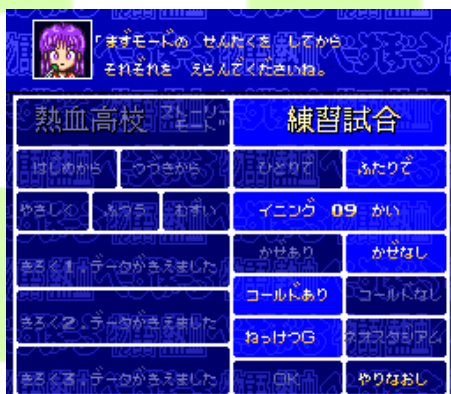 「まずモードの せんたくを してから
それぞれを えらんでください­ね。
熱血高校 ストーリーモード
練習試合
はじめから つづきから
ひとりで ふたりで
やさしく ふつう むずい
イニング 09 かい
かぜあり かぜなし
きろく1.データがきえました
コールドあり コールドなし
きろく2.データがきえました
ねっけつG ネオスタジアム
きろく3.データがきえました
OK やりなおし